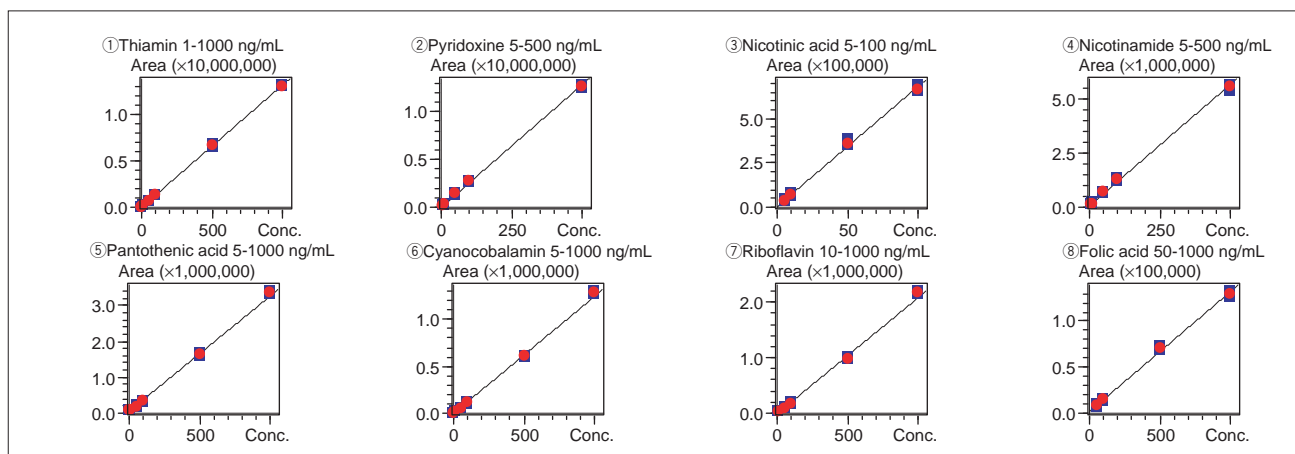 ①Thiamin 1-1000 ng/mL
Area (×10,000,000)
1.0
0.5
0.0
0 500 Conc.
②Pyridoxine 5-500 ng/mL
Area (×10,000,000)
1.0
0.5
0.0
0 250 Conc.
③Nicotinic acid 5-100 ng/mL
Area (×100,000)
5.0
2.5
0.0
0 50 Conc.
④Nicotinamide 5-500 ng/mL
Area (×1,000,000)
5.0
2.5
0.0
0 250 Conc.
⑤Pantothenic acid 5-1000 ng/mL
Area (×1,000,000)
3.0
2.0
1.0
0.0
0 500 Conc.
⑥Cyanocobalamin 5-1000 ng/mL
Area (×1,000,000)
1.0
0.5
0.0
0 500 Conc.
⑦Riboflavin 10-1000 ng/mL
Area (×1,000,000)
2.0
1.0
0.0
0 500 Conc.
⑧Folic acid 50-1000 ng/mL
Area (×100,000)
1.0
0.5
0.0
0 500 Conc.